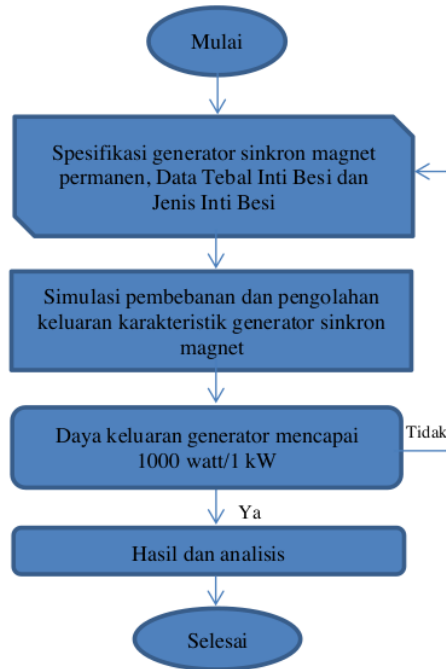 Mulai
Spesifikasi generator sinkron magnet
permanen, Data Tebal Inti Besi dan
Jenis Inti Besi
Simulasi pembebanan dan pengolahan
keluaran karakteristik generator sinkron
magnet
Daya keluaran generator mencapai
1000 watt/1 kW
Tidak
Ya
Hasil dan analisis
Selesai